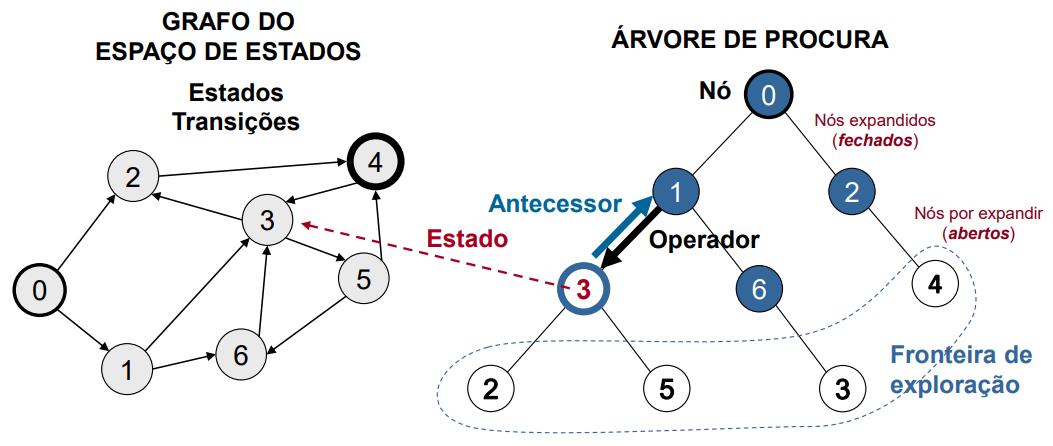 GRAFO DO
ESPAÇO DE ESTADOS
Estados
Transições
2
4
3
0
5
1
6
ÁRVORE DE PROCURA
Nó
0
Nós expandidos
(fechados)
1
2
Antecessor
Operador
Nós por expandir
(abertos)
Estado
3
6
4
Fronteira de
exploração
2
5
3